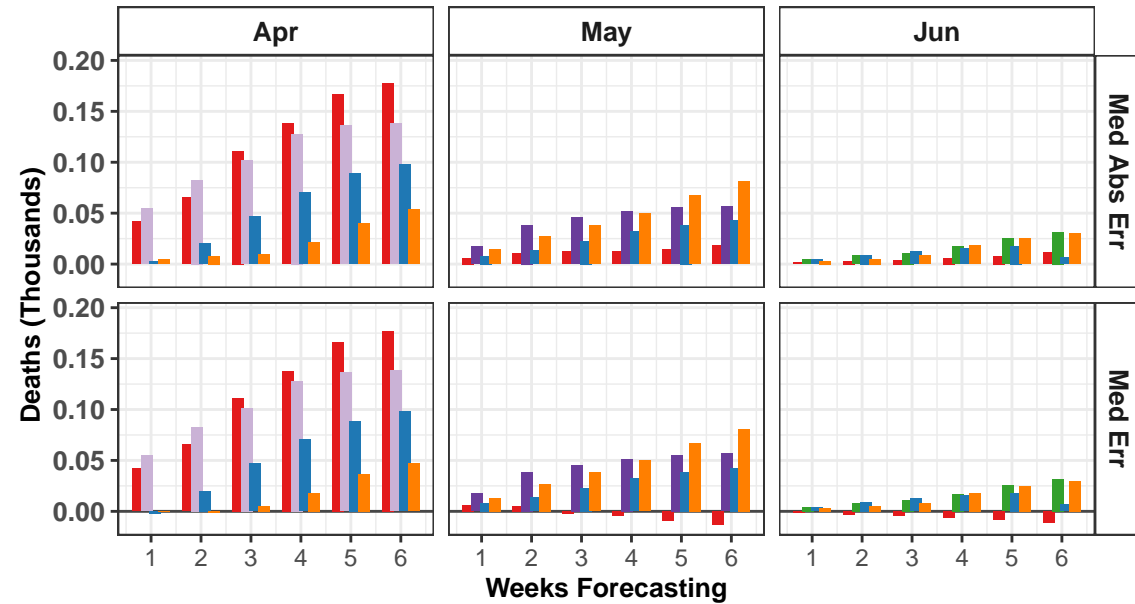 Apr May Jun
0.20
0.15
0.10
0.05
0.00
Med Abs Err
0.20
0.15
0.10
0.05
0.00
Med Err
Deaths (Thousands)
1 2 3 4 5 6 1 2 3 4 5 6 1 2 3 4 5 6
Weeks Forecasting